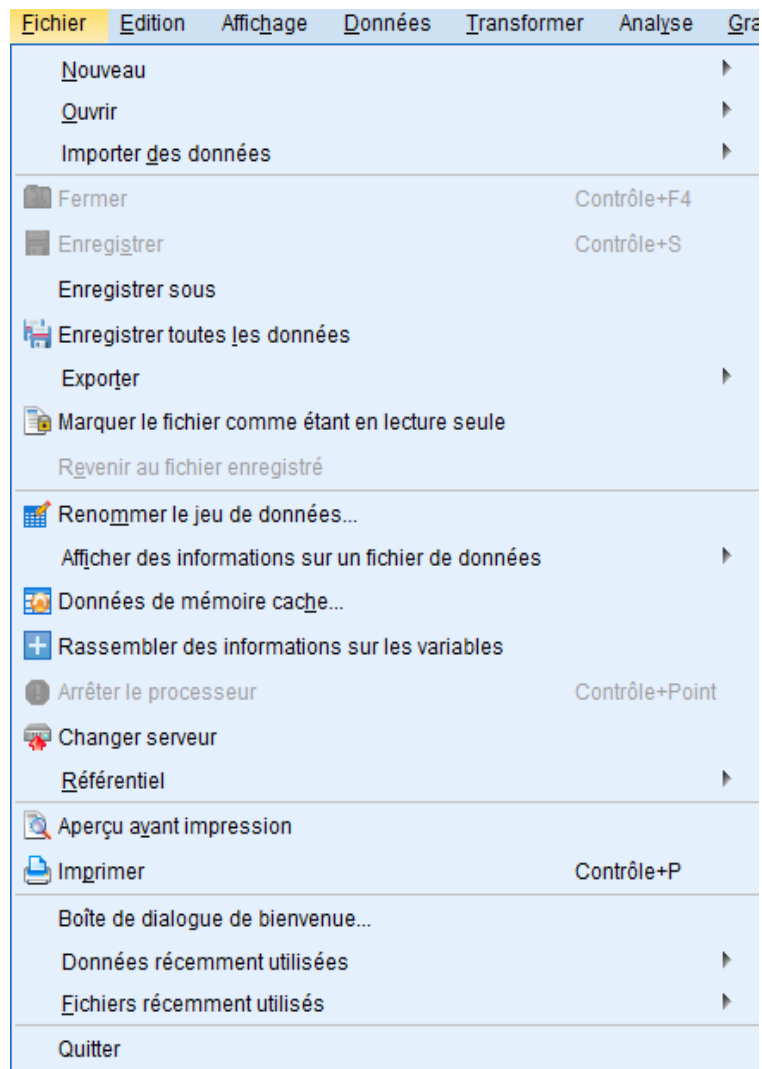 Fichier Edition Affichage Données Transformer Analyse Gra
Nouveau
Ouvrir
Importer des données
Fermer Contrôle+F4
Enregistrer Contrôle+S
Enregistrer sous
Enregistrer toutes les données
Exporter
Marquer le fichier comme étant en lecture seule
Revenir au fichier enregistré
Renommer le jeu de données...
Afficher des informations sur un fichier de données
Données de mémoire cache...
Rassembler des informations sur les variables
Arrêter le processeur Contrôle+Point
Changer serveur
Référentiel
Aperçu avant impression
Imprimer Contrôle+P
Boîte de dialogue de bienvenue...
Données récemment utilisées
Fichiers récemment utilisés
Quitter